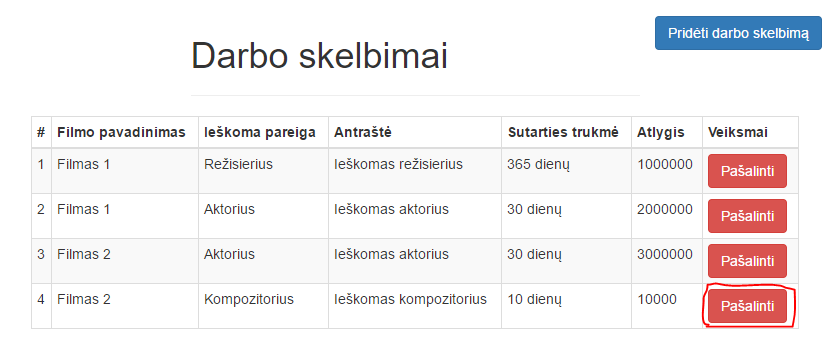 Pridėti darbo skelbimą
Darbo skelbimai
# Filmo pavadinimas Ieškoma pareiga Antraštė Sutarties trukmė Atlygis Veiksmai
1 Filmas 1 Režisierius Ieškomas režisierius 365 dienų 1000000 Pašalinti
2 Filmas 1 Aktorius Ieškomas aktorius 30 dienų 2000000 Pašalinti
3 Filmas 2 Aktorius Ieškomas aktorius 30 dienų 3000000 Pašalinti
4 Filmas 2 Kompozitorius Ieškomas kompozitorius 10 dienų 10000 Pašalinti